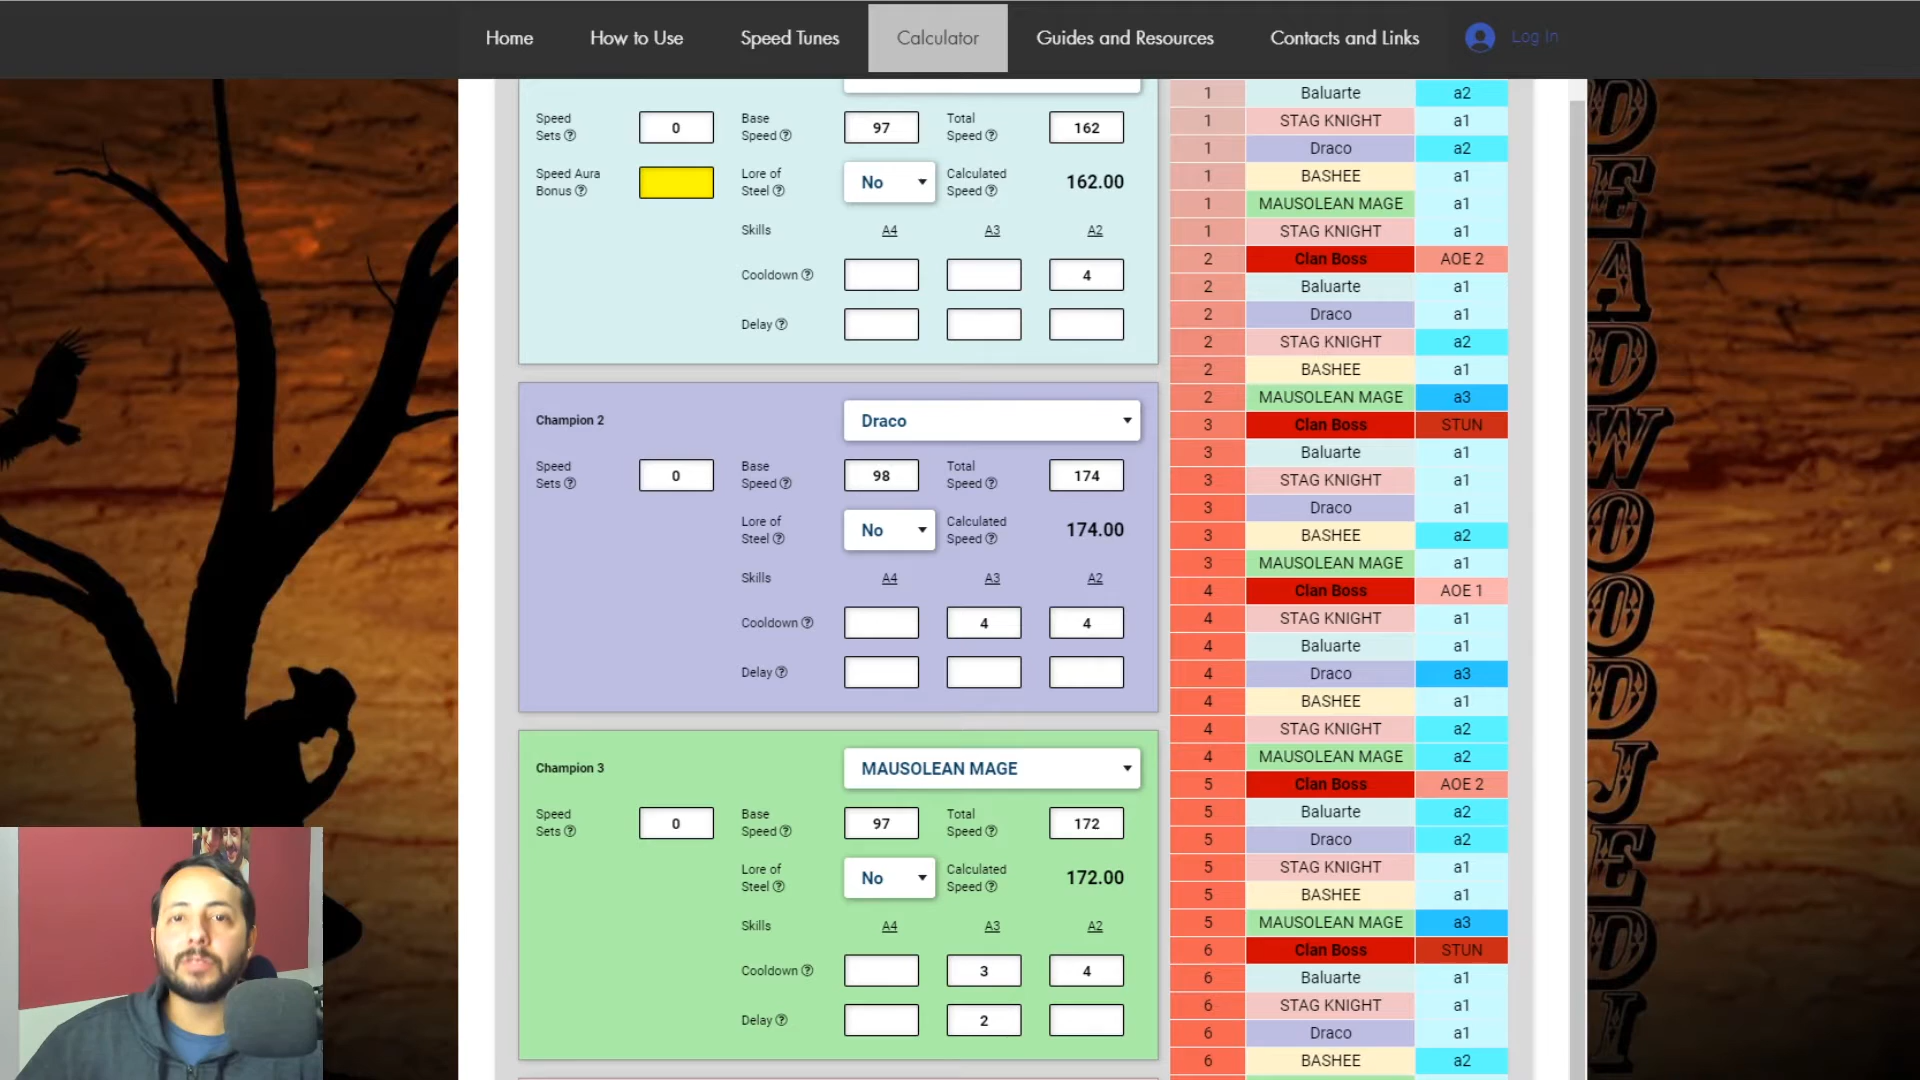 Home How to Use Speed Tunes Calculator Guides and Resources Contacts and Links Log In
Speed Sets 0 Base Speed 97 Total Speed 162
Speed Aura Bonus Lore of Steel No Calculated Speed 162.00
Skills A4 A3 A2
Cooldown 4
Delay
Champion 2 Draco
Speed Sets 0 Base Speed 98 Total Speed 174
Lore of Steel No Calculated Speed 174.00
Skills A4 A3 A2
Cooldown 4 4
Delay
Champion 3 MAUSOLEAN MAGE
Speed Sets 0 Base Speed 97 Total Speed 172
Lore of Steel No Calculated Speed 172.00
Skills A4 A3 A2
Cooldown 3 4
Delay 2
1 Baluarte a2
1 STAG KNIGHT a1
1 Draco a2
1 BASHEE a1
1 MAUSOLEAN MAGE a1
1 STAG KNIGHT a1
2 Clan Boss AOE 2
2 Baluarte a1
2 Draco a1
2 STAG KNIGHT a2
2 BASHEE a1
2 MAUSOLEAN MAGE a3
3 Clan Boss STUN
3 Baluarte a1
3 STAG KNIGHT a1
3 Draco a1
3 BASHEE a2
3 MAUSOLEAN MAGE a1
4 Clan Boss AOE 1
4 STAG KNIGHT a1
4 Baluarte a1
4 Draco a3
4 BASHEE a1
4 STAG KNIGHT a2
4 MAUSOLEAN MAGE a2
5 Clan Boss AOE 2
5 Baluarte a2
5 Draco a2
5 STAG KNIGHT a1
5 BASHEE a1
5 MAUSOLEAN MAGE a3
6 Clan Boss STUN
6 Baluarte a1
6 STAG KNIGHT a1
6 Draco a1
6 BASHEE a2
DEADWOODJEDI